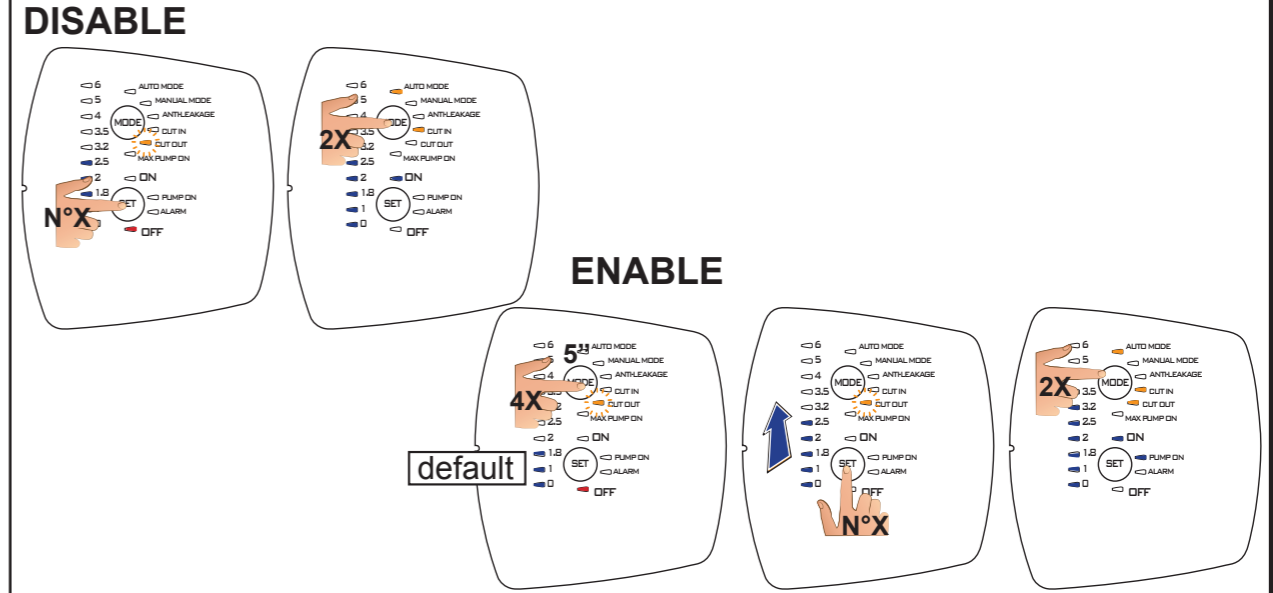 DISABLE
6
5
4
3.5
3.2
2.5
2
1.8
AUTO MODE
MANUAL MODE
ANTI-LEAKAGE
CUT IN
CUT OUT
MAX PUMP ON
MODE
ON
SET
PUMP ON
ALARM
OFF
N°X
6
5
4
3.5
3.2
2.5
2
1.8
1
0
AUTO MODE
MANUAL MODE
ANTI-LEAKAGE
CUT IN
CUT OUT
MAX PUMP ON
MODE
2X
ON
SET
PUMP ON
ALARM
OFF
ENABLE
6
4
3.5
2.5
2
1.8
1
0
5”
AUTO MODE
MANUAL MODE
ANTI-LEAKAGE
CUT IN
CUT OUT
MAX PUMP ON
MODE
4X
ON
SET
PUMP ON
ALARM
OFF
default
6
5
4
3.5
3.2
2.5
2
1.8
1
0
AUTO MODE
MANUAL MODE
ANTI-LEAKAGE
CUT IN
CUT OUT
MAX PUMP ON
MODE
ON
SET
PUMP ON
ALARM
OFF
N°X
6
5
4
3.5
3.2
2.5
2
1.8
1
0
AUTO MODE
MANUAL MODE
ANTI-LEAKAGE
CUT IN
CUT OUT
MAX PUMP ON
MODE
2X
ON
SET
PUMP ON
ALARM
OFF